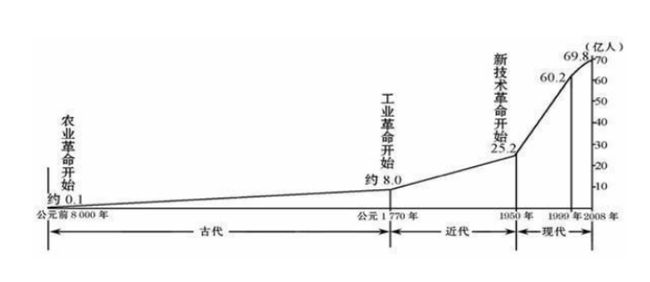 (亿人)
69.8
70
60.2
60
50
40
30
20
10
新技术革命开始
25.2
工业革命开始
约 8.0
农业革命开始
约 0.1
公元前 8 000 年
公元 1 770 年
1950 年
1999 年 2008 年
古代
近代
现代